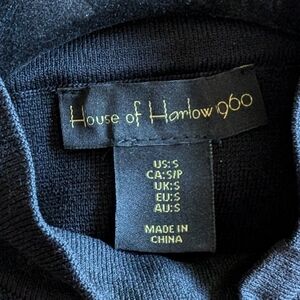 House of Harlow 1960
US:S
CA:S/P
UK:S
EU:S
AU:S
MADE IN
CHINA